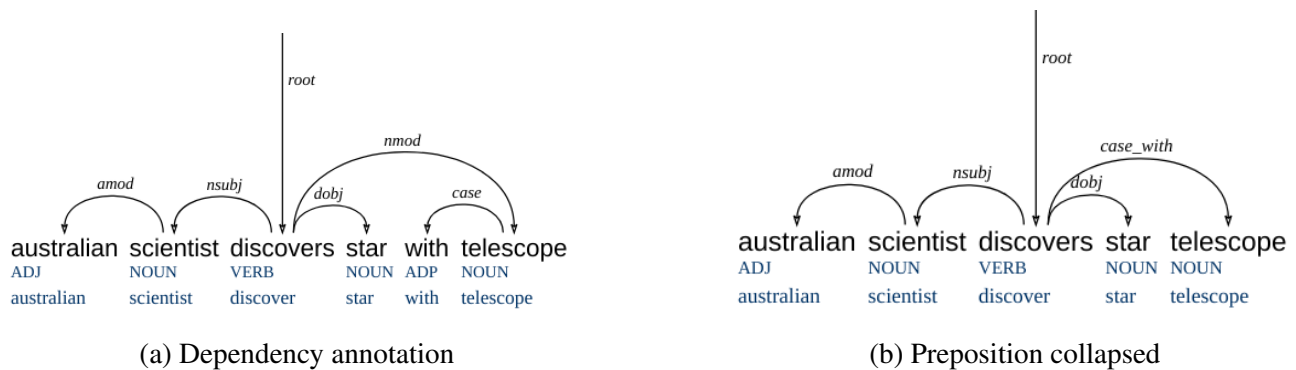 root
nmod
amod nsubj dobj case
australian scientist discovers star with telescope
ADJ NOUN VERB NOUN ADP NOUN
australian scientist discover star with telescope
(a) Dependency annotation
root
case_with
amod nsubj dobj
australian scientist discovers star telescope
ADJ NOUN VERB NOUN NOUN
australian scientist discover star telescope
(b) Preposition collapsed